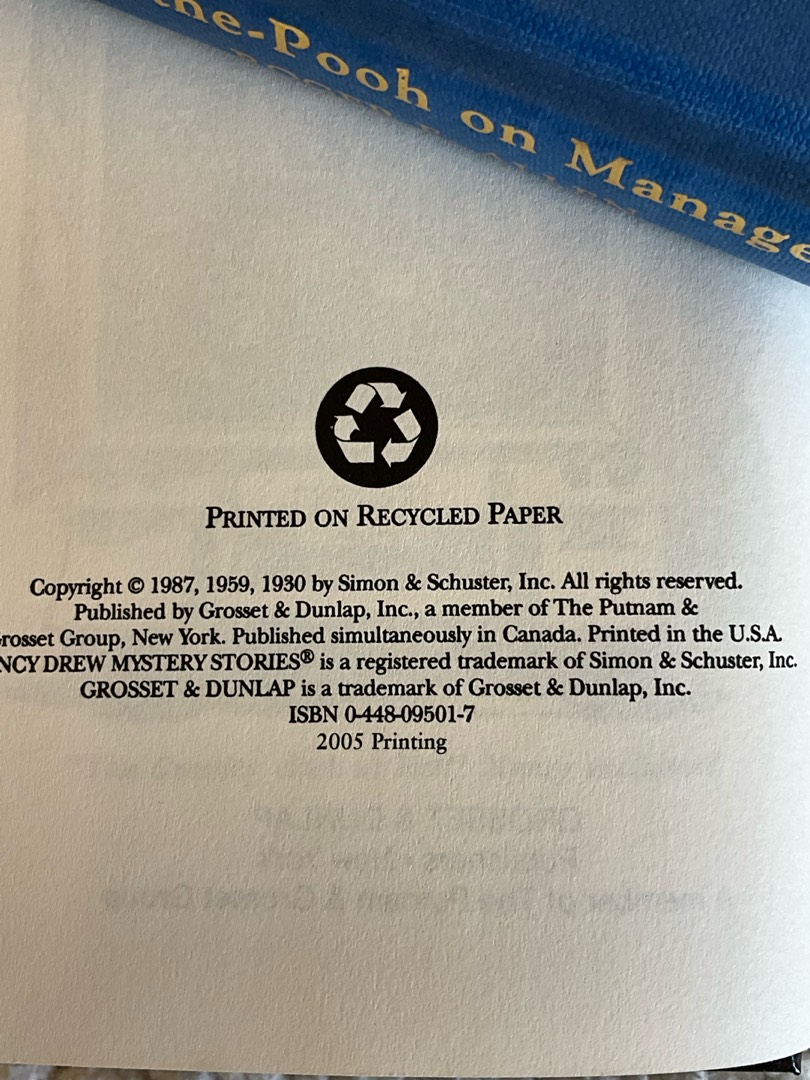 he-Pooh on Manage
ALLEN
PRINTED ON RECYCLED PAPER
Copyright © 1987, 1959, 1930 by Simon & Schuster, Inc. All rights reserved.
Published by Grosset & Dunlap, Inc., a member of The Putnam &
rosset Group, New York. Published simultaneously in Canada. Printed in the U.S.A.
NCY DREW MYSTERY STORIES® is a registered trademark of Simon & Schuster, Inc.
GROSSET & DUNLAP is a trademark of Grosset & Dunlap, Inc.
ISBN 0-448-09501-7
2005 Printing